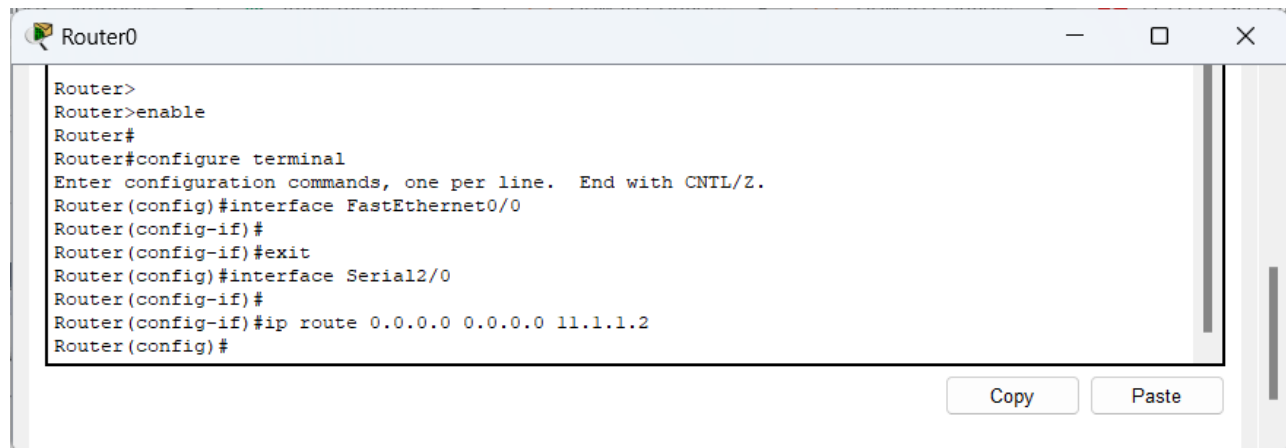 Router0
Router>
Router>enable
Router#
Router#configure terminal
Enter configuration commands, one per line.  End with CNTL/Z.
Router(config)#interface FastEthernet0/0
Router(config-if)#
Router(config-if)#exit
Router(config)#interface Serial2/0
Router(config-if)#
Router(config-if)#ip route 0.0.0.0 0.0.0.0 11.1.1.2
Router(config)#
Copy Paste